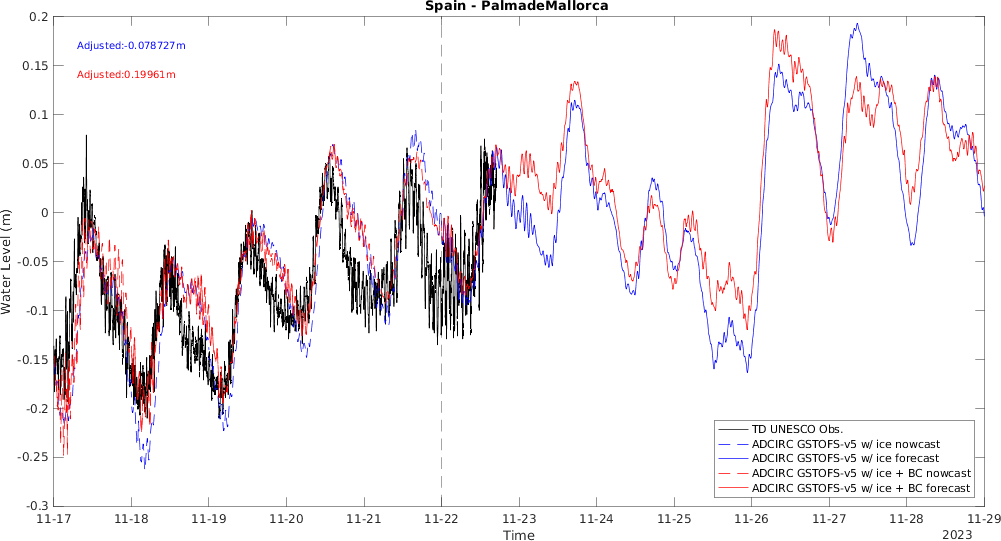 Spain - PalmadeMallorca
Adjusted:-0.078727m
Adjusted:0.19961m
Water Level (m)
0.2
0.15
0.1
0.05
0
-0.05
-0.1
-0.15
-0.2
-0.25
-0.3
TD UNESCO Obs.
ADCIRC GSTOFS-v5 w/ ice nowcast
ADCIRC GSTOFS-v5 w/ ice forecast
ADCIRC GSTOFS-v5 w/ ice + BC nowcast
ADCIRC GSTOFS-v5 w/ ice + BC forecast
11-17 11-18 11-19 11-20 11-21 11-22 11-23 11-24 11-25 11-26 11-27 11-28 11-29
Time
2023